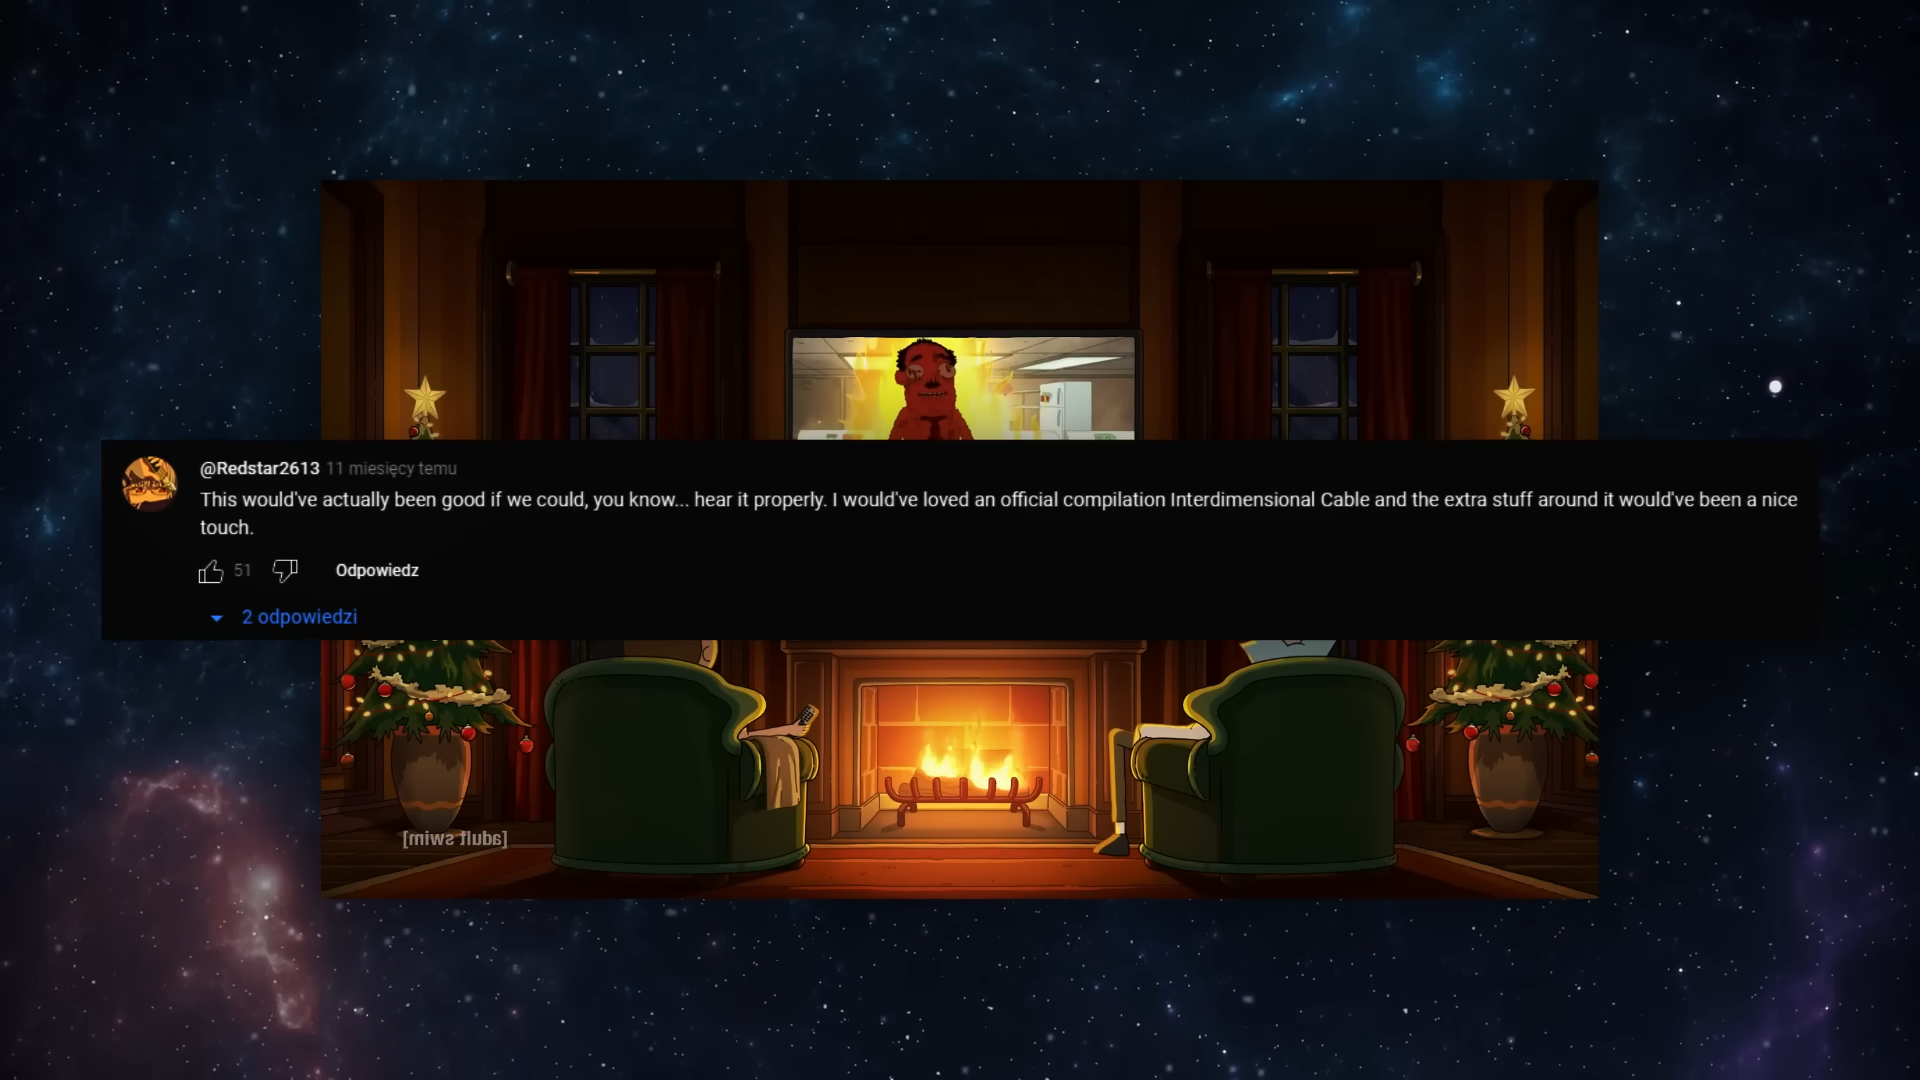 @Redstar2613 11 miesięcy temu
This would've actually been good if we could, you know... hear it properly. I would've loved an official compilation Interdimensional Cable and the extra stuff around it would've been a nice
touch.
51 Odpowiedz
2 odpowiedzi
[adult swim]